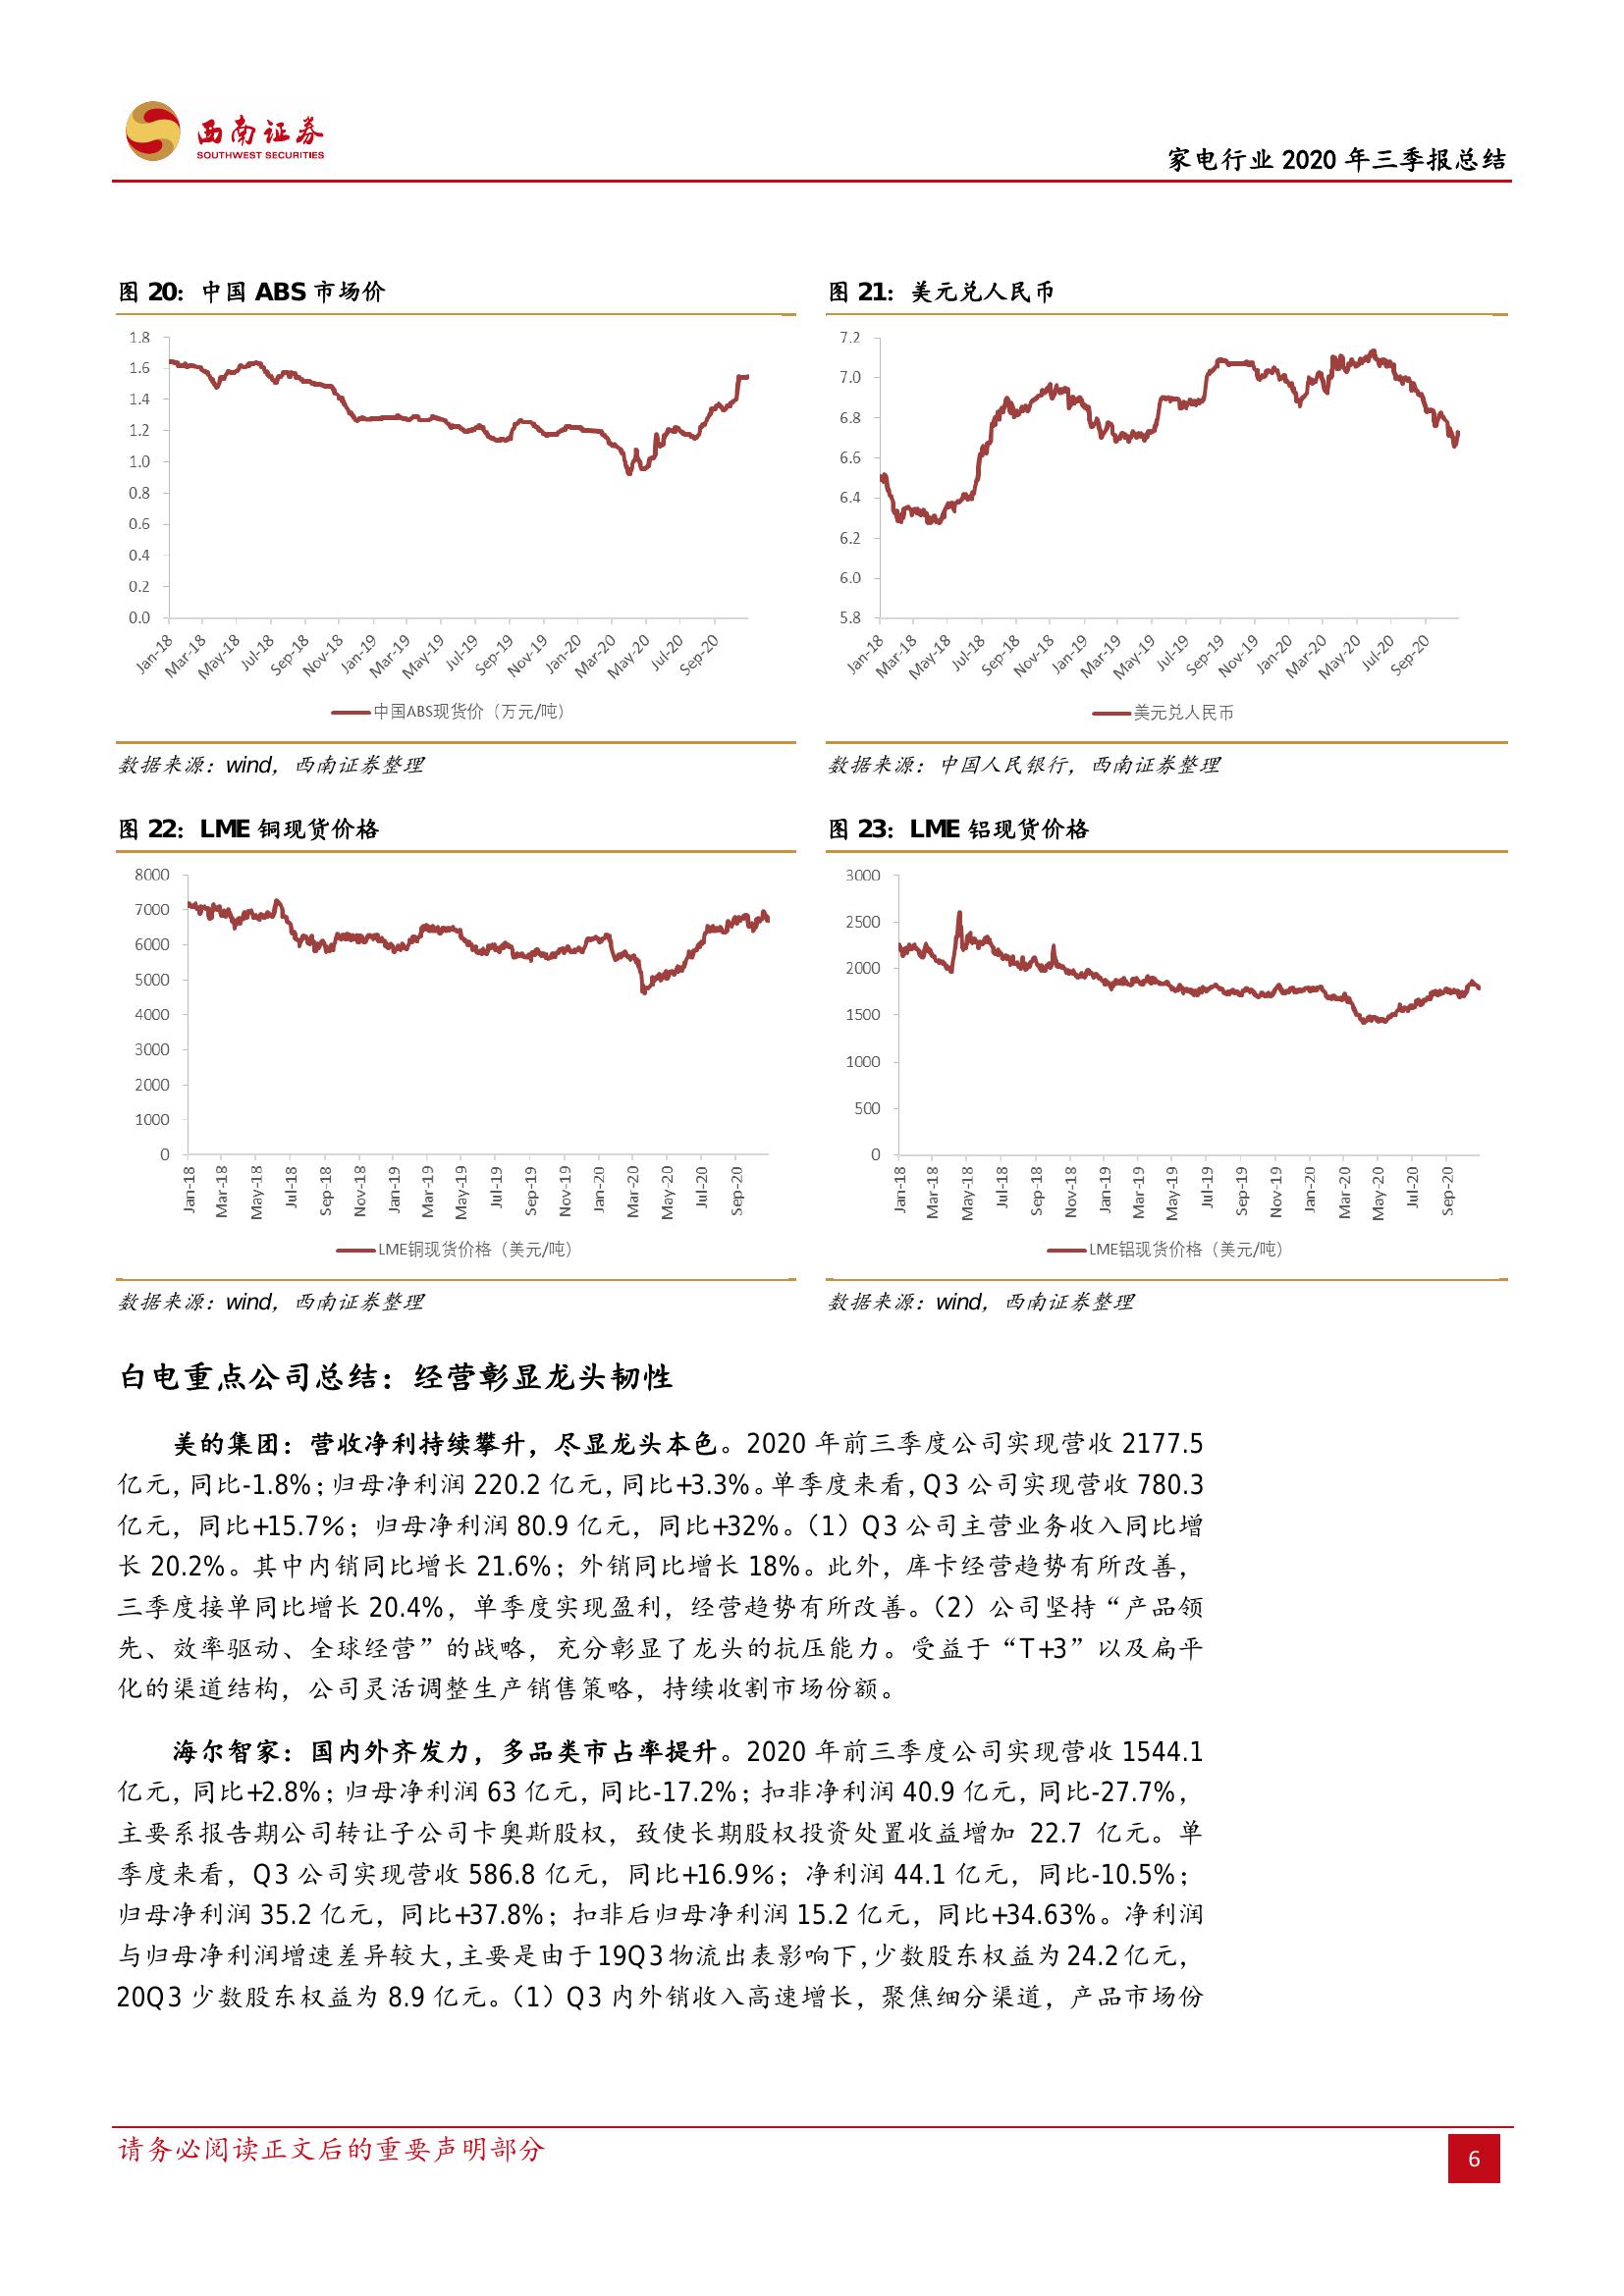 西南证券
SOUTHWEST SECURITIES
家电行业 2020 年三季报总结
图 20：中国 ABS 市场价
1.8
1.6
1.4
1.2
1.0
0.8
0.6
0.4
0.2
0.0
Jan-18 Mar-18 May-18 Jul-18 Sep-18 Nov-18 Jan-19 Mar-19 May-19 Jul-19 Sep-19 Nov-19 Jan-20 Mar-20 May-20 Jul-20 Sep-20
中国ABS现货价（万元/吨）
数据来源：wind，西南证券整理
图 21：美元兑人民币
7.2
7.0
6.8
6.6
6.4
6.2
6.0
5.8
Jan-18 Mar-18 May-18 Jul-18 Sep-18 Nov-18 Jan-19 Mar-19 May-19 Jul-19 Sep-19 Nov-19 Jan-20 Mar-20 May-20 Jul-20 Sep-20
美元兑人民币
数据来源：中国人民银行，西南证券整理
图 22：LME 铜现货价格
8000
7000
6000
5000
4000
3000
2000
1000
0
Jan-18 Mar-18 May-18 Jul-18 Sep-18 Nov-18 Jan-19 Mar-19 May-19 Jul-19 Sep-19 Nov-19 Jan-20 Mar-20 May-20 Jul-20 Sep-20
LME铜现货价格（美元/吨）
数据来源：wind，西南证券整理
图 23：LME 铝现货价格
3000
2500
2000
1500
1000
500
0
Jan-18 Mar-18 May-18 Jul-18 Sep-18 Nov-18 Jan-19 Mar-19 May-19 Jul-19 Sep-19 Nov-19 Jan-20 Mar-20 May-20 Jul-20 Sep-20
LME铝现货价格（美元/吨）
数据来源：wind，西南证券整理
白电重点公司总结：经营彰显龙头韧性
美的集团：营收净利持续攀升，尽显龙头本色。2020 年前三季度公司实现营收 2177.5
亿元，同比-1.8%；归母净利润 220.2 亿元，同比+3.3%。单季度来看，Q3 公司实现营收 780.3
亿元，同比+15.7%；归母净利润 80.9 亿元，同比+32%。（1）Q3 公司主营业务收入同比增
长 20.2%。其中内销同比增长 21.6%；外销同比增长 18%。此外，库卡经营趋势有所改善，
三季度接单同比增长 20.4%，单季度实现盈利，经营趋势有所改善。（2）公司坚持“产品领
先、效率驱动、全球经营”的战略，充分彰显了龙头的抗压能力。受益于“T+3”以及扁平
化的渠道结构，公司灵活调整生产销售策略，持续收割市场份额。
海尔智家：国内外齐发力，多品类市占率提升。2020 年前三季度公司实现营收 1544.1
亿元，同比+2.8%；归母净利润 63 亿元，同比-17.2%；扣非净利润 40.9 亿元，同比-27.7%，
主要系报告期公司转让子公司卡奥斯股权，致使长期股权投资处置收益增加 22.7 亿元。单
季度来看，Q3 公司实现营收 586.8 亿元，同比+16.9%；净利润 44.1 亿元，同比-10.5%；
归母净利润 35.2 亿元，同比+37.8%；扣非后归母净利润 15.2 亿元，同比+34.63%。净利润
与归母净利润增速差异较大，主要是由于 19Q3 物流出表影响下，少数股东权益为 24.2 亿元，
20Q3 少数股东权益为 8.9 亿元。（1）Q3 内外销收入高速增长，聚焦细分渠道，产品市场份
请务必阅读正文后的重要声明部分
6